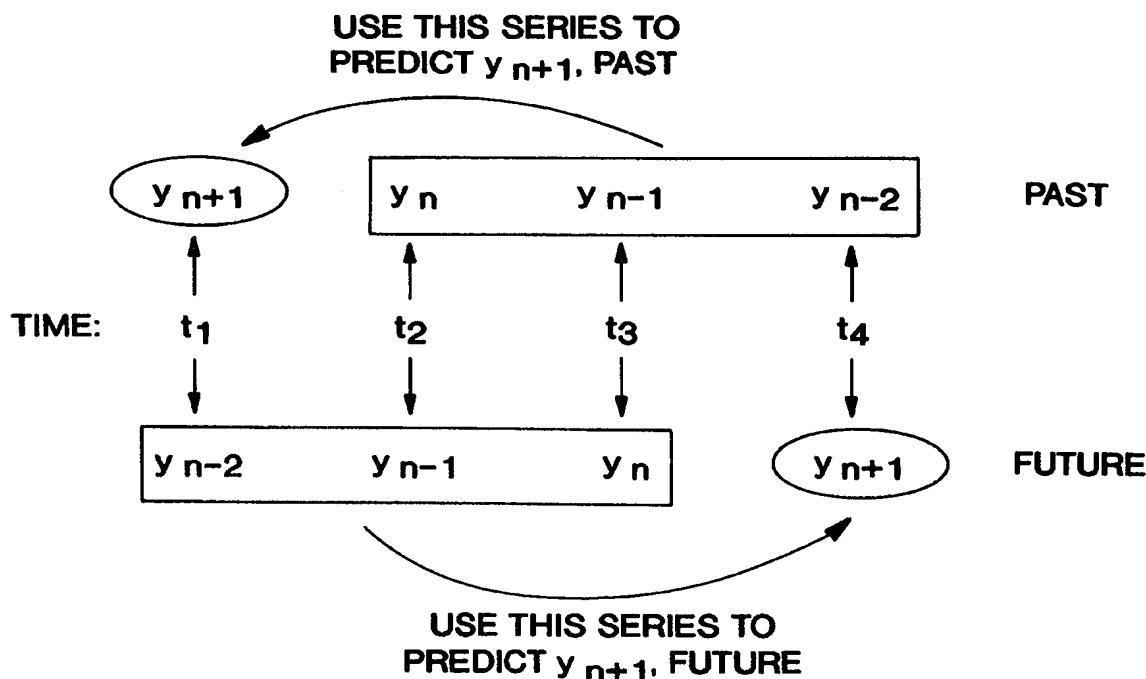 USE THIS SERIES TO
PREDICT y n+1, PAST
y n+1 y n y n-1 y n-2 PAST
TIME: t1 t2 t3 t4
y n-2 y n-1 y n y n+1 FUTURE
USE THIS SERIES TO
PREDICT y n+1, FUTURE